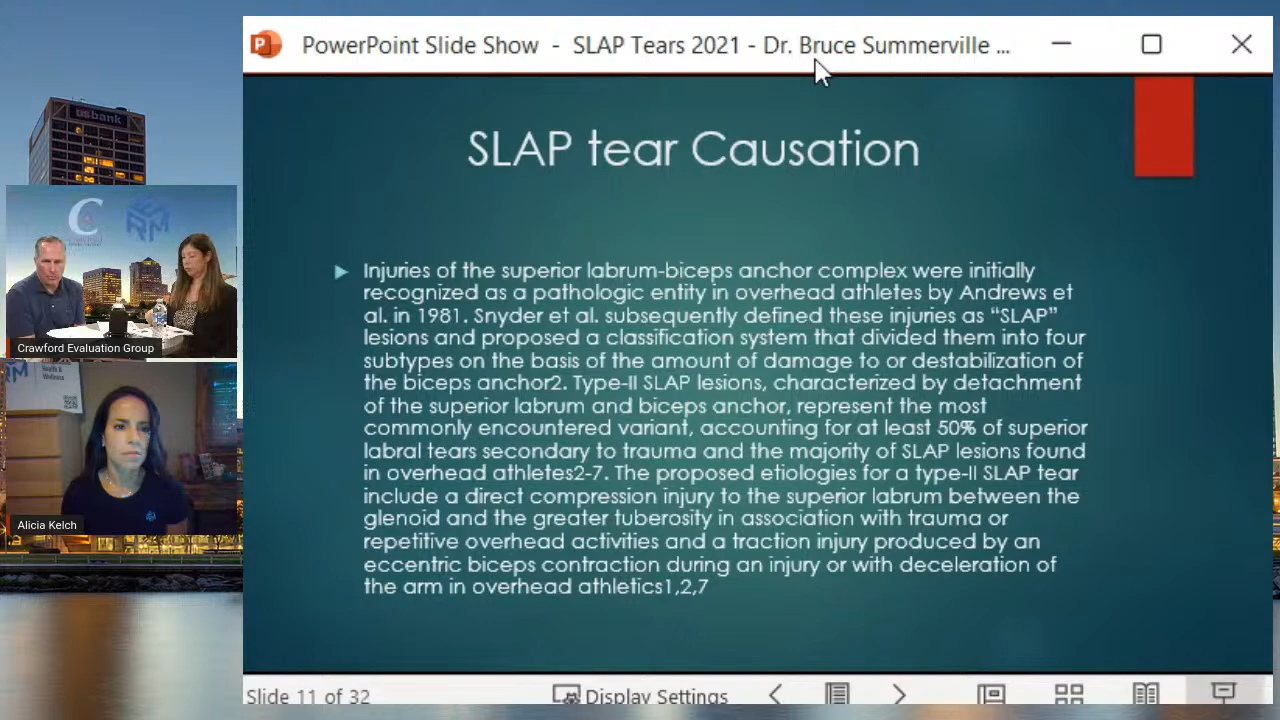 PowerPoint Slide Show - SLAP Tears 2021 - Dr. Bruce Summerville ...
usbank
SLAP tear Causation
Injuries of the superior labrum-biceps anchor complex were initially
recognized as a pathologic entity in overhead athletes by Andrews et
al. in 1981. Snyder et al. subsequently defined these injuries as “SLAP”
lesions and proposed a classification system that divided them into four
subtypes on the basis of the amount or damage to or destabilization of
the biceps anchor2. Type-II SLAP lesions, characterized by detachment
of the superior labrum and biceps anchor, represent the most
commonly encountered variant, accounting for at least 50% of superior
labral tears secondary to trauma and the majority of SLAP lesions found
in overhead athletes2-7. The proposed etiologies for a type-II SLAP tear
include a direct compression injury to the superior labrum between the
glenoid and the greater tuberosity in association with trauma or
repetitive overhead activities and a traction injury produced by an
eccentric biceps contraction during an injury or with deceleration of
the arm in overhead athletics1,2,7
Crawford Evaluation Group
Health &
Wellness
Alicia Kelch
Slide 11 of 32
Display Settings